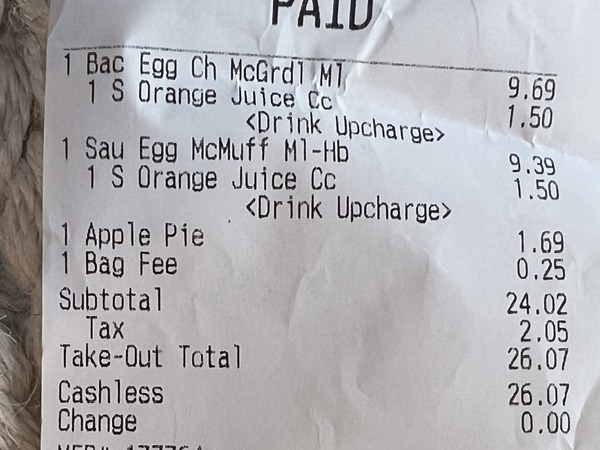 PAID
1 Bac Egg Ch McGrdl Ml 9.69
1 S Orange Juice Cc 1.50
<Drink Upcharge>
1 Sau Egg McMuff Ml-Hb 9.39
1 S Orange Juice Cc 1.50
<Drink Upcharge>
1 Apple Pie 1.69
1 Bag Fee 0.25
Subtotal 24.02
Tax 2.05
Take-Out Total 26.07
Cashless 26.07
Change 0.00